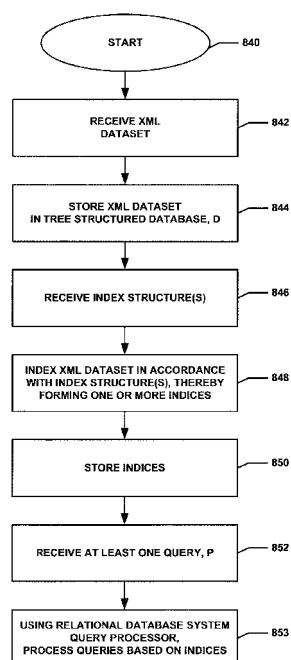 START
840
RECEIVE XML
DATASET
842
STORE XML DATASET
IN TREE STRUCTURED DATABASE, D
844
RECEIVE INDEX STRUCTURE(S)
846
INDEX XML DATASET IN ACCORDANCE
WITH INDEX STRUCTURE(S), THEREBY
FORMING ONE OR MORE INDICES
848
STORE INDICES
850
RECEIVE AT LEAST ONE QUERY, P
852
USING RELATIONAL DATABASE SYSTEM
QUERY PROCESSOR,
PROCESS QUERIES BASED ON INDICES
853